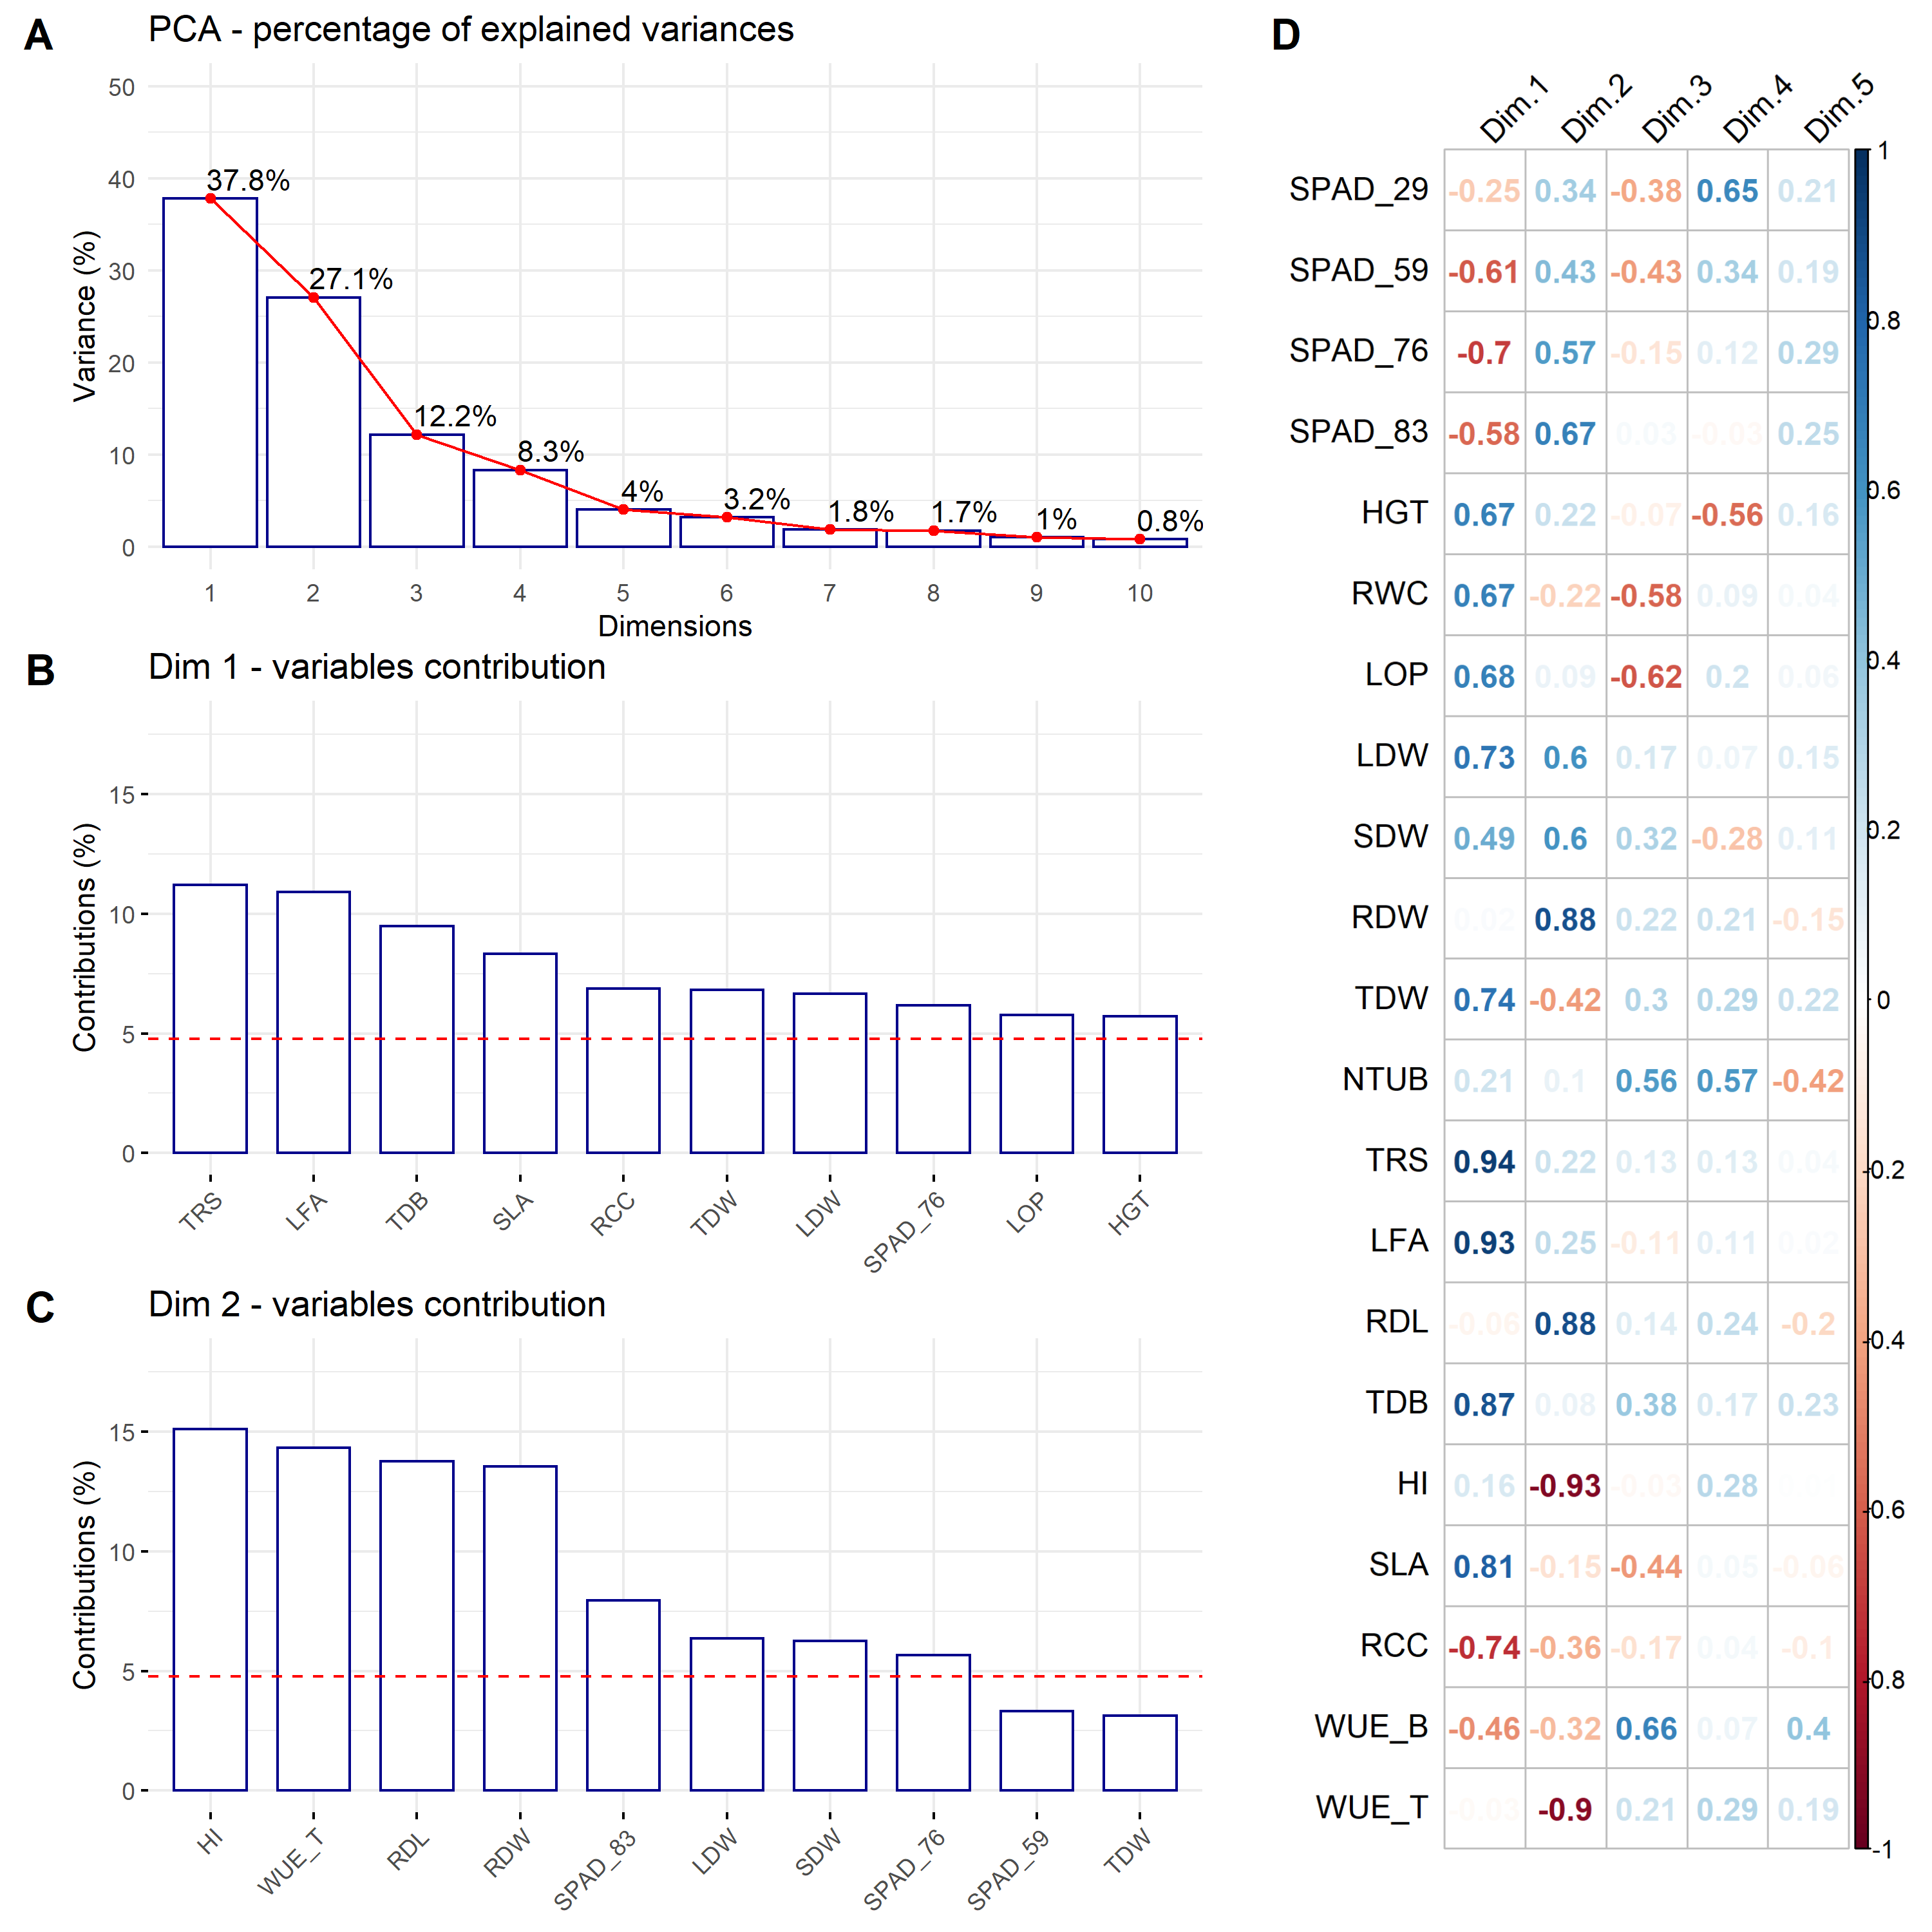 A
PCA - percentage of explained variances
Variance (%)
50
40
30
20
10
0
37.8%
27.1%
12.2%
8.3%
4%
3.2%
1.8%
1.7%
1%
0.8%
1 2 3 4 5 6 7 8 9 10
Dimensions
B
Dim 1 - variables contribution
Contributions (%)
15
10
5
0
TRS LFA TDB SLA RCC TDW LDW SPAD_76 LOP HGT
C
Dim 2 - variables contribution
Contributions (%)
15
10
5
0
HI WUE_T RDL RDW SPAD_83 LDW SDW SPAD_76 SPAD_59 TDW
D
Dim.1 Dim.2 Dim.3 Dim.4 Dim.5
SPAD_29 -0.25 0.34 -0.38 0.65 0.21
SPAD_59 -0.61 0.43 -0.43 0.34 0.19
SPAD_76 -0.7 0.57 -0.15 0.12 0.29
SPAD_83 -0.58 0.67 0.03 -0.03 0.25
HGT 0.67 0.22 -0.07 -0.56 0.16
RWC 0.67 -0.22 -0.58 0.09 0.04
LOP 0.68 0.09 -0.62 0.2 0.06
LDW 0.73 0.6 0.17 0.07 0.15
SDW 0.49 0.6 0.32 -0.28 0.11
RDW 0.02 0.88 0.22 0.21 -0.15
TDW 0.74 -0.42 0.3 0.29 0.22
NTUB 0.21 0.1 0.56 0.57 -0.42
TRS 0.94 0.22 0.13 0.13 0.04
LFA 0.93 0.25 -0.11 0.11 0.02
RDL -0.06 0.88 0.14 0.24 -0.2
TDB 0.87 0.08 0.38 0.17 0.23
HI 0.16 -0.93 -0.03 0.28
SLA 0.81 -0.15 -0.44 0.05 -0.06
RCC -0.74 -0.36 -0.17 0.04 -0.1
WUE_B -0.46 -0.32 0.66 0.07 0.4
WUE_T -0.03 -0.9 0.21 0.29 0.19
1
0.8
0.6
0.4
0.2
0
-0.2
-0.4
-0.6
-0.8
-1